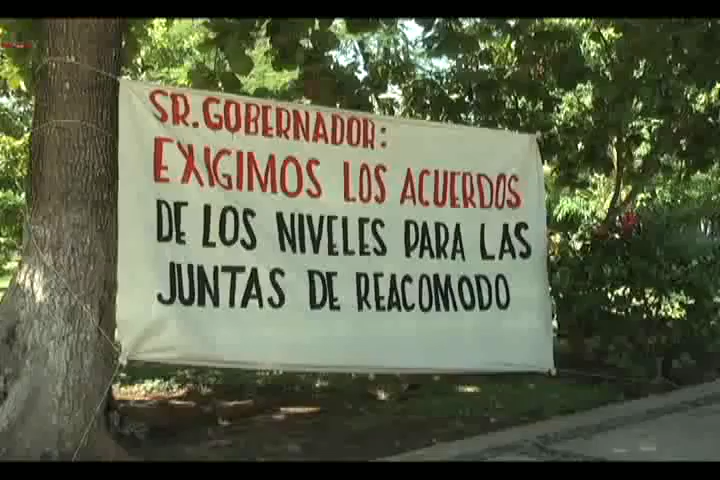 SR. GOBERNADOR:
EXIGIMOS LOS ACUERDOS
DE LOS NIVELES PARA LAS
JUNTAS DE REACOMODO